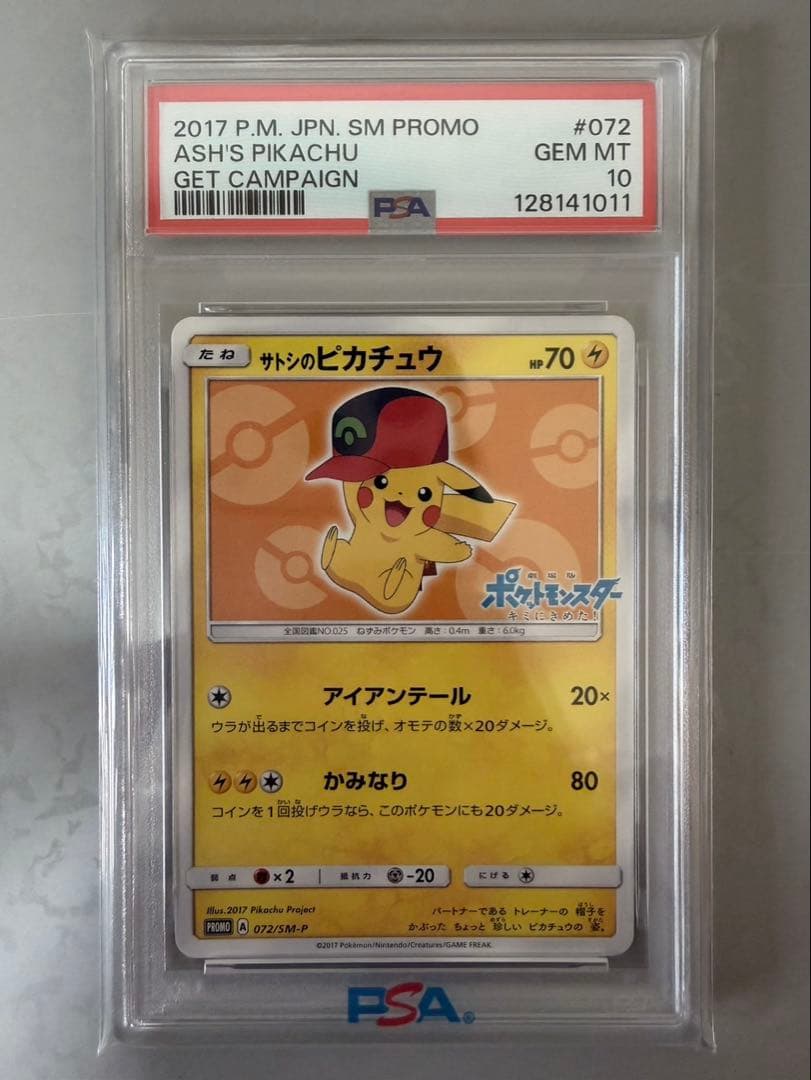 2017 P.M. JPN. SM PROMO #072
ASH'S PIKACHU GEM MT
GET CAMPAIGN 10
PSA 128141011
たね サトシのピカチュウ HP 70
劇場版
ポケットモンスター
キミにきめた!
全国図鑑NO.025 ねずみポケモン 高さ:0.4m 重さ:6.0kg
アイアンテール 20×
ウラが出るまでコインを投げ、オモテの数×20ダメージ。
かみなり 80
コインを1回投げウラなら、このポケモンにも20ダメージ。
弱点 ×2 抵抗力 -20 にげる
Illus.2017 Pikachu Project
パートナーである トレーナーの 帽子を
PROMO A 072/SM-P かぶった ちょっと 珍しい ピカチュウの 姿。
©2017 Pokémon/Nintendo/Creatures/GAME FREAK.
PSA®